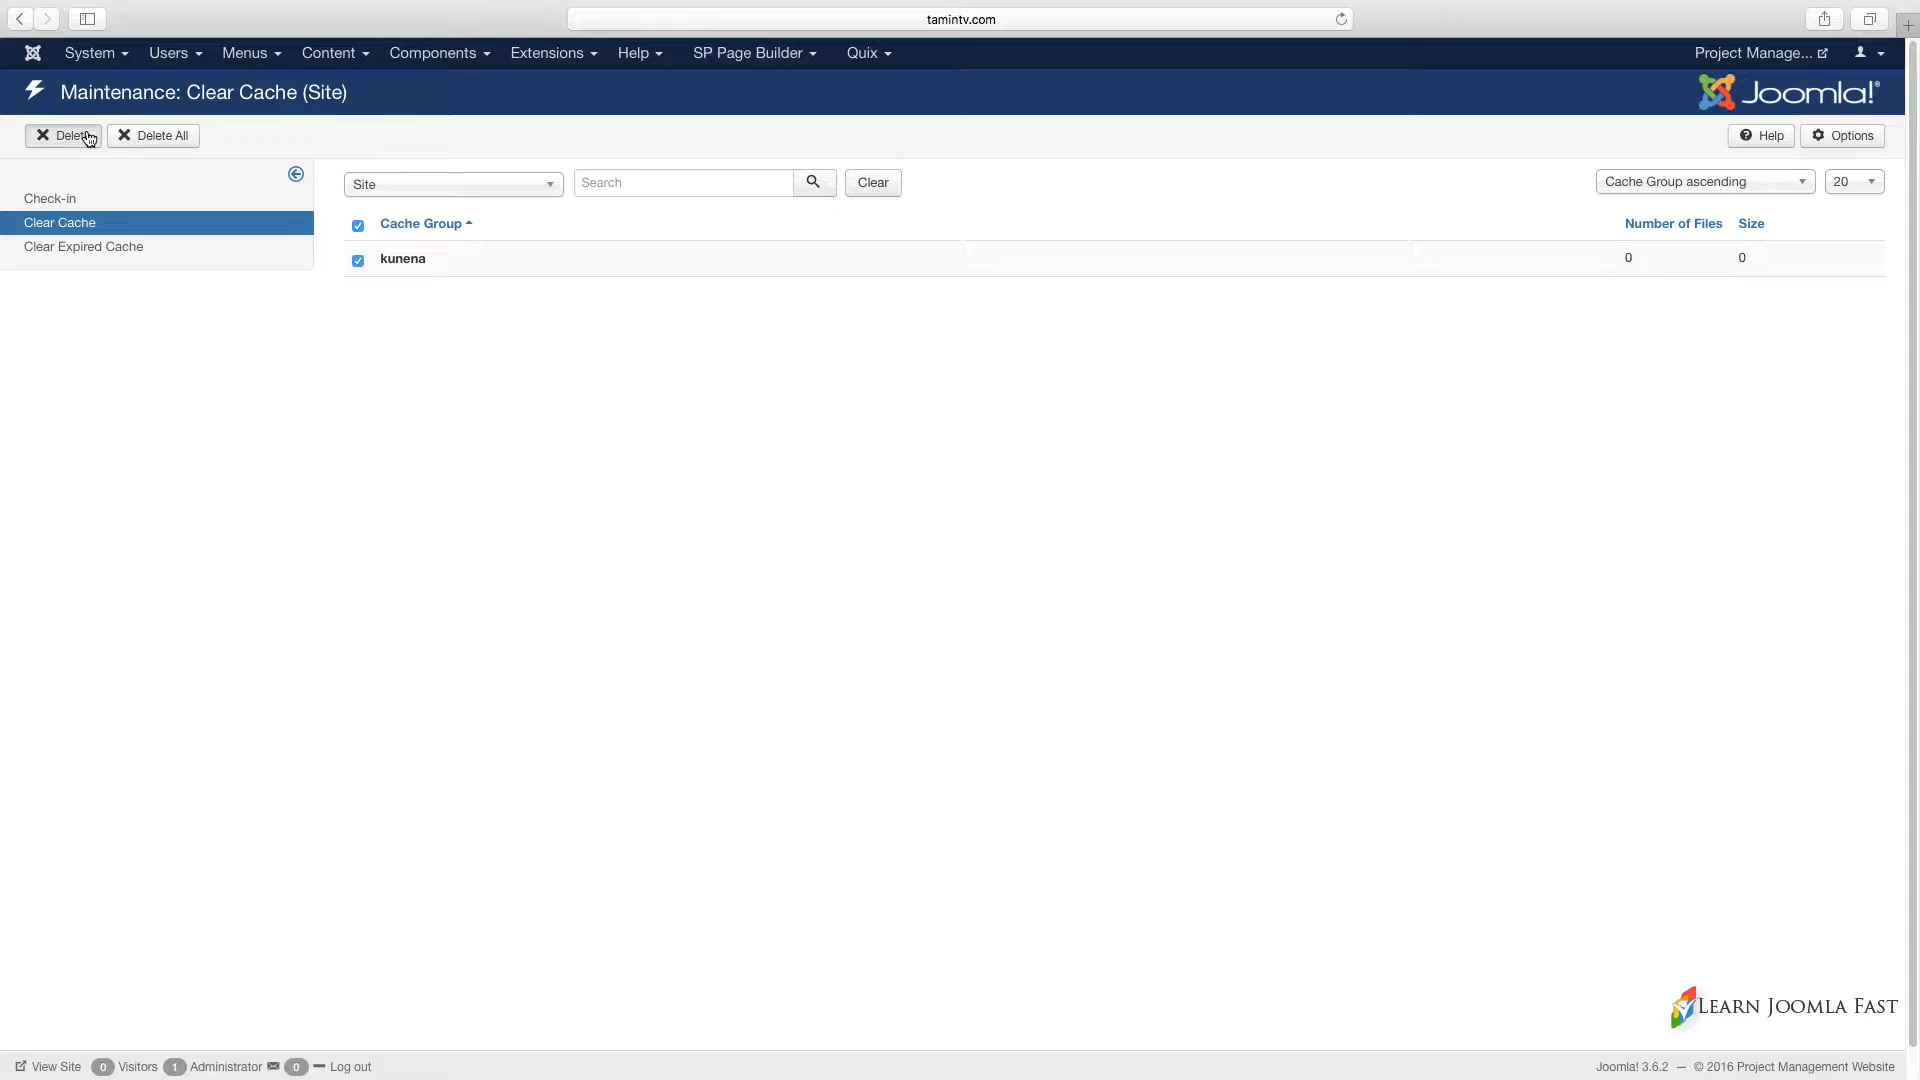 tamintv.com
System Users Menus Content Components Extensions Help SP Page Builder Quix Project Manage...
Maintenance: Clear Cache (Site) Joomla!®
Delete All Help Options
Site Search Clear Cache Group ascending 20
Check-in
Clear Cache
Clear Expired Cache
Cache Group Number of Files Size
kunena 0 0
Learn Joomla Fast
View Site 0 Visitors 1 Administrator 0 Log out Joomla! 3.6.2 — © 2016 Project Management Website